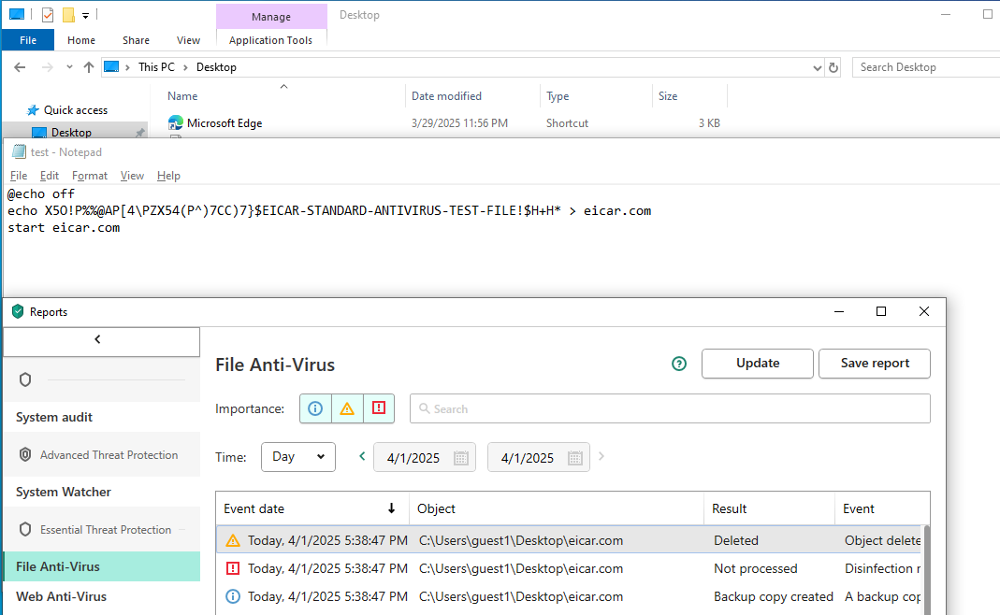 Manage
Desktop
File
Home
Share
View
Application Tools
This PC
Desktop
Search Desktop
Quick access
Desktop
Name
Date modified
Type
Size
Microsoft Edge
3/29/2025 11:56 PM
Shortcut
3 KB
test - Notepad
File Edit Format View Help
@echo off
echo X5O!P%%@AP[4\PZX54(P^)7CC)7}$EICAR-STANDARD-ANTIVIRUS-TEST-FILE!$H+H* > eicar.com
start eicar.com
Reports
System audit
Advanced Threat Protection
System Watcher
Essential Threat Protection
File Anti-Virus
Web Anti-Virus
File Anti-Virus
Update
Save report
Importance:
Search
Time:
Day
4/1/2025
4/1/2025
Event date
Object
Result
Event
Today, 4/1/2025 5:38:47 PM C:\Users\guest1\Desktop\eicar.com Deleted Object delete
Today, 4/1/2025 5:38:47 PM C:\Users\guest1\Desktop\eicar.com Not processed Disinfection
Today, 4/1/2025 5:38:47 PM C:\Users\guest1\Desktop\eicar.com Backup copy created A backup cop